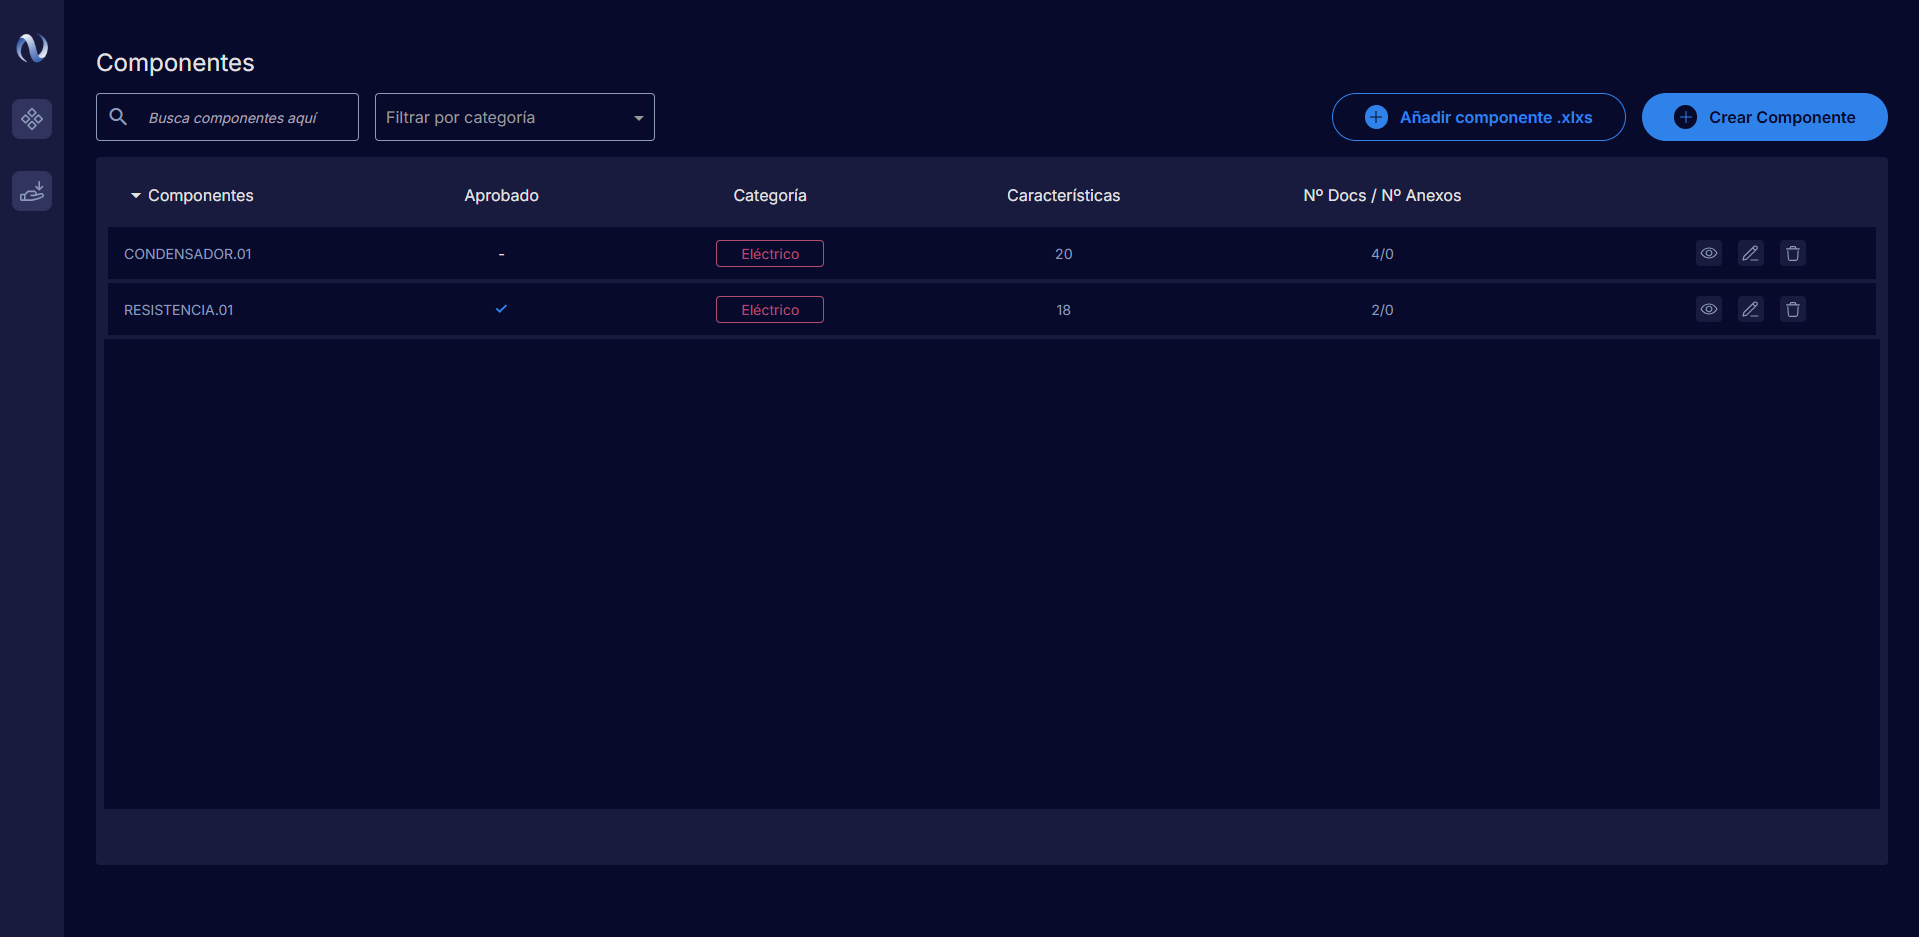 Componentes
Busca componentes aquí
Filtrar por categoría
Añadir componente .xlxs
Crear Componente
Componentes Aprobado Categoría Características Nº Docs / Nº Anexos
CONDENSADOR.01 - Eléctrico 20 4/0
RESISTENCIA.01 Eléctrico 18 2/0